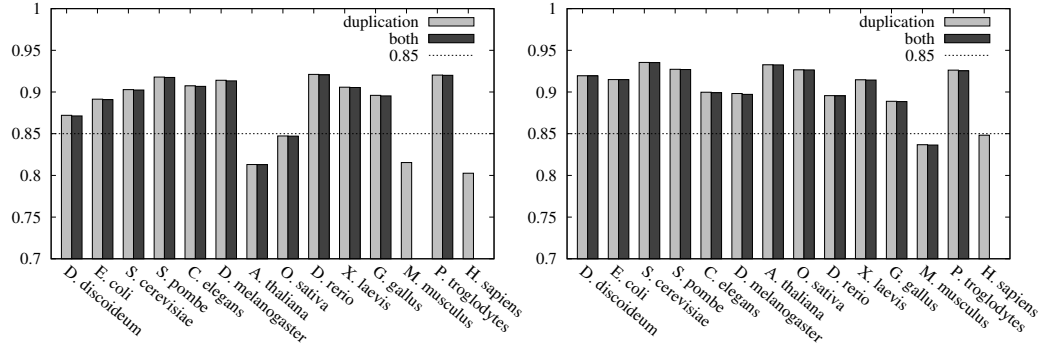 1
0.95
0.9
0.85
0.8
0.75
0.7
duplication
both
0.85
D. discoideum
E. coli
S. cerevisiae
S. pombe
C. elegans
D. melanogaster
A. thaliana
O. sativa
D. rerio
X. laevis
G. gallus
M. musculus
P. troglodytes
H. sapiens
1
0.95
0.9
0.85
0.8
0.75
0.7
duplication
both
0.85
D. discoideum
E. coli
S. cerevisiae
S. pombe
C. elegans
D. melanogaster
A. thaliana
O. sativa
D. rerio
X. laevis
G. gallus
M. musculus
P. troglodytes
H. sapiens